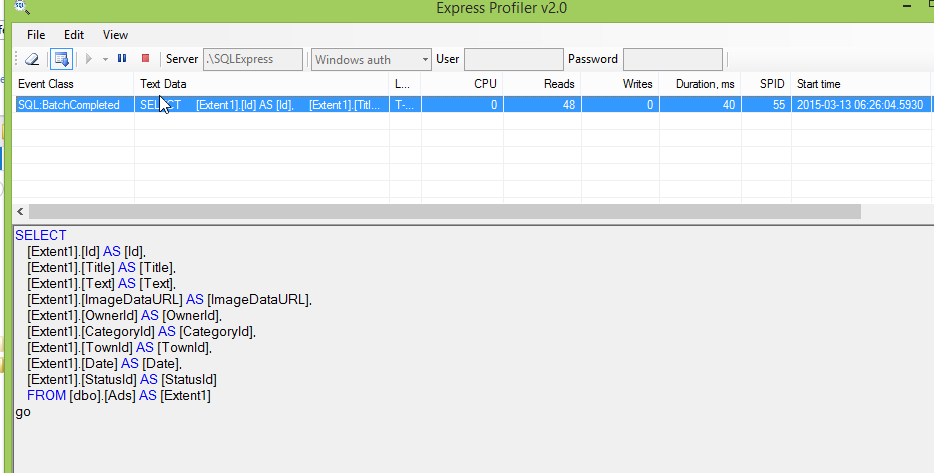 Express Profiler v2.0
File Edit View
Server .\SQLExpress Windows auth User Password
Event Class Text Data L... CPU Reads Writes Duration, ms SPID Start time
SQL:BatchCompleted SELECT [Extent1].[Id] AS [Id], [Extent1].[Titl... T-... 0 48 0 40 55 2015-03-13 06:26:04.5930
SELECT
[Extent1].[Id] AS [Id],
[Extent1].[Title] AS [Title],
[Extent1].[Text] AS [Text],
[Extent1].[ImageDataURL] AS [ImageDataURL],
[Extent1].[OwnerId] AS [OwnerId],
[Extent1].[CategoryId] AS [CategoryId],
[Extent1].[TownId] AS [TownId],
[Extent1].[Date] AS [Date],
[Extent1].[StatusId] AS [StatusId]
FROM [dbo].[Ads] AS [Extent1]
go